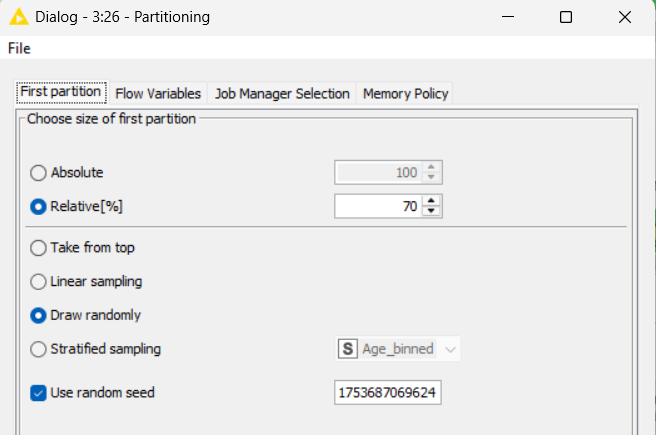 Dialog - 3:26 - Partitioning
File
First partition Flow Variables Job Manager Selection Memory Policy
Choose size of first partition
Absolute 100
Relative[%] 70
Take from top
Linear sampling
Draw randomly
Stratified sampling S Age_binned
Use random seed 1753687069624